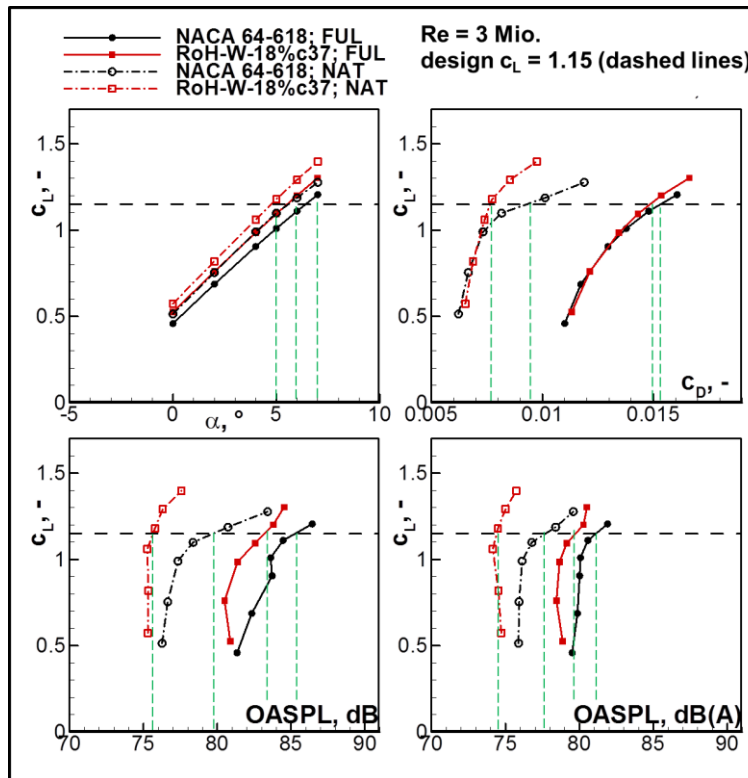 NACA 64-618; FUL
RoH-W-18%c37; FUL
NACA 64-618; NAT
RoH-W-18%c37; NAT
Re = 3 Mio.
design cL = 1.15 (dashed lines)
cL, -
1.5
1
0.5
0
-5 0 5 10
α, °
cL, -
1.5
1
0.5
0
0.005 0.01 0.015
cD, -
cL, -
1.5
1
0.5
0
70 75 80 85 90
OASPL, dB
cL, -
1.5
1
0.5
0
70 75 80 85 90
OASPL, dB(A)